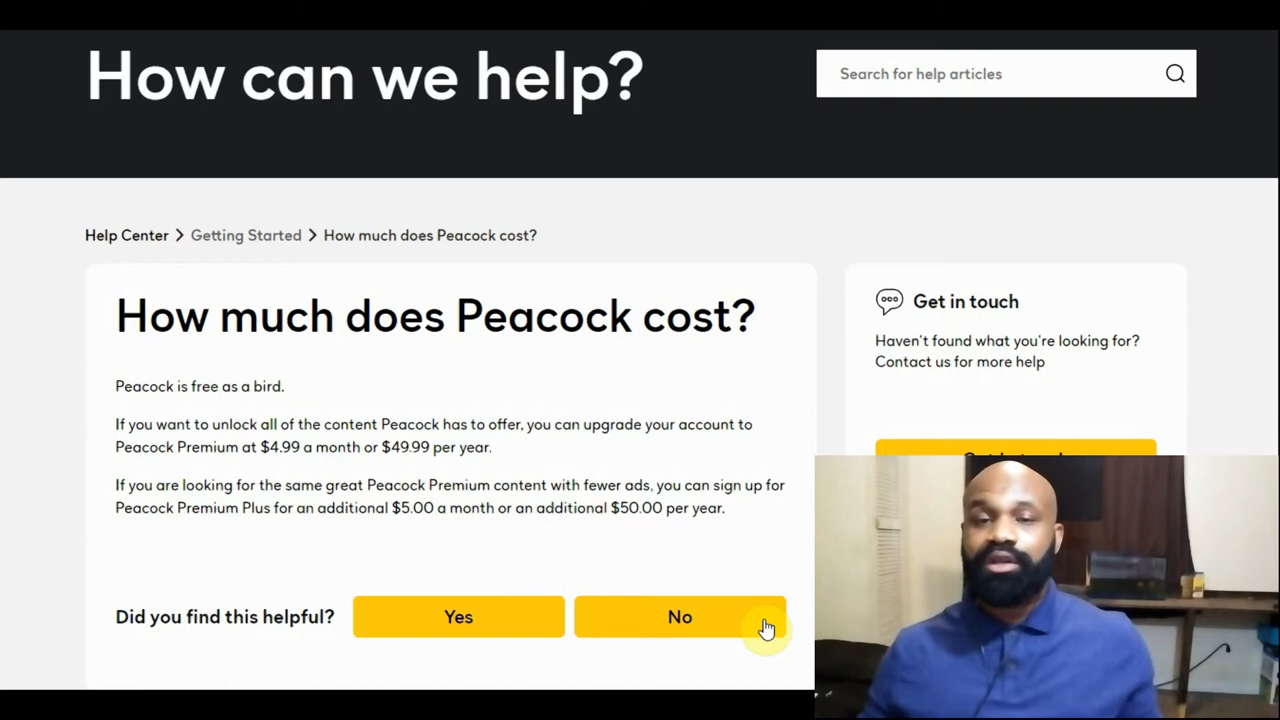 How can we help?
Search for help articles
Help Center > Getting Started > How much does Peacock cost?
How much does Peacock cost?
Peacock is free as a bird.
If you want to unlock all of the content Peacock has to offer, you can upgrade your account to
Peacock Premium at $4.99 a month or $49.99 per year.
If you are looking for the same great Peacock Premium content with fewer ads, you can sign up for
Peacock Premium Plus for an additional $5.00 a month or an additional $50.00 per year.
Did you find this helpful?
Yes
No
Get in touch
Haven't found what you're looking for?
Contact us for more help